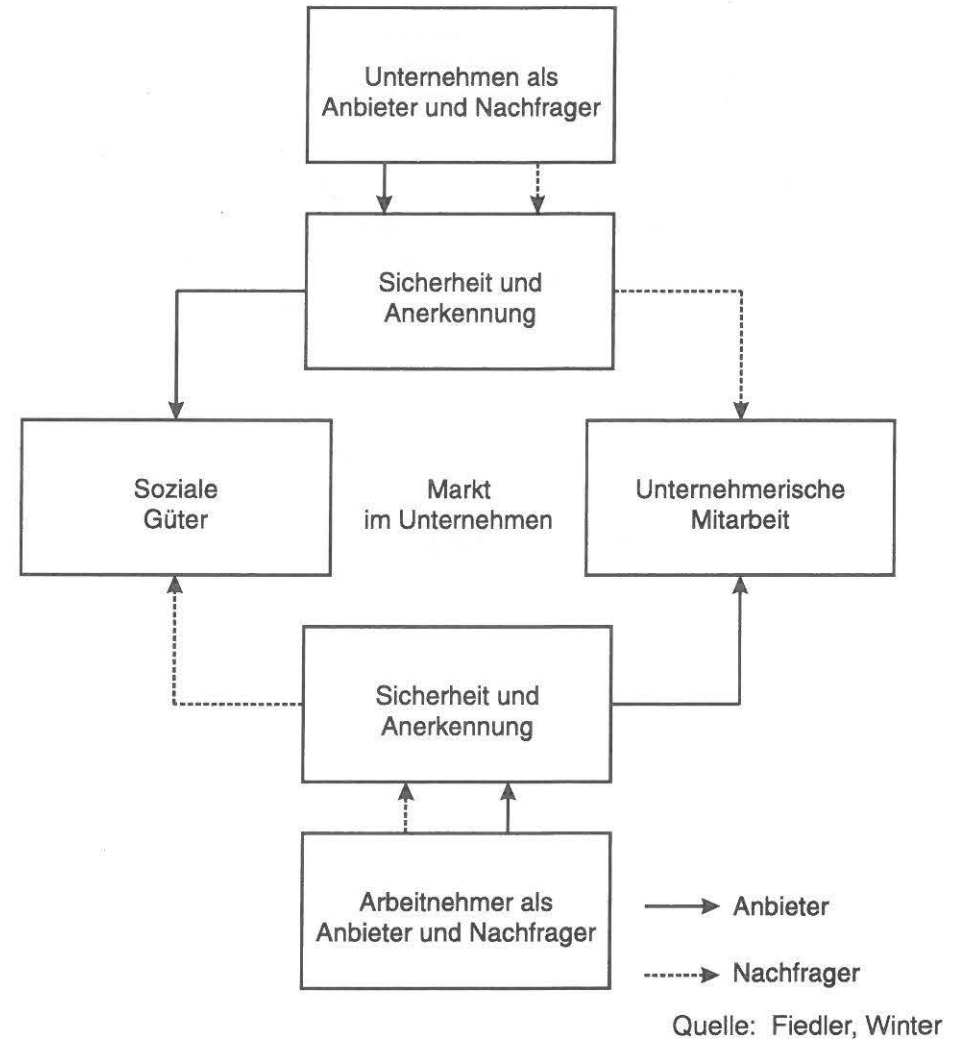 Unternehmen als
Anbieter und Nachfrager
Sicherheit und
Anerkennung
Soziale
Güter
Markt
im Unternehmen
Unternehmerische
Mitarbeit
Sicherheit und
Anerkennung
Arbeitnehmer als
Anbieter und Nachfrager
Anbieter
Nachfrager
Quelle: Fiedler, Winter